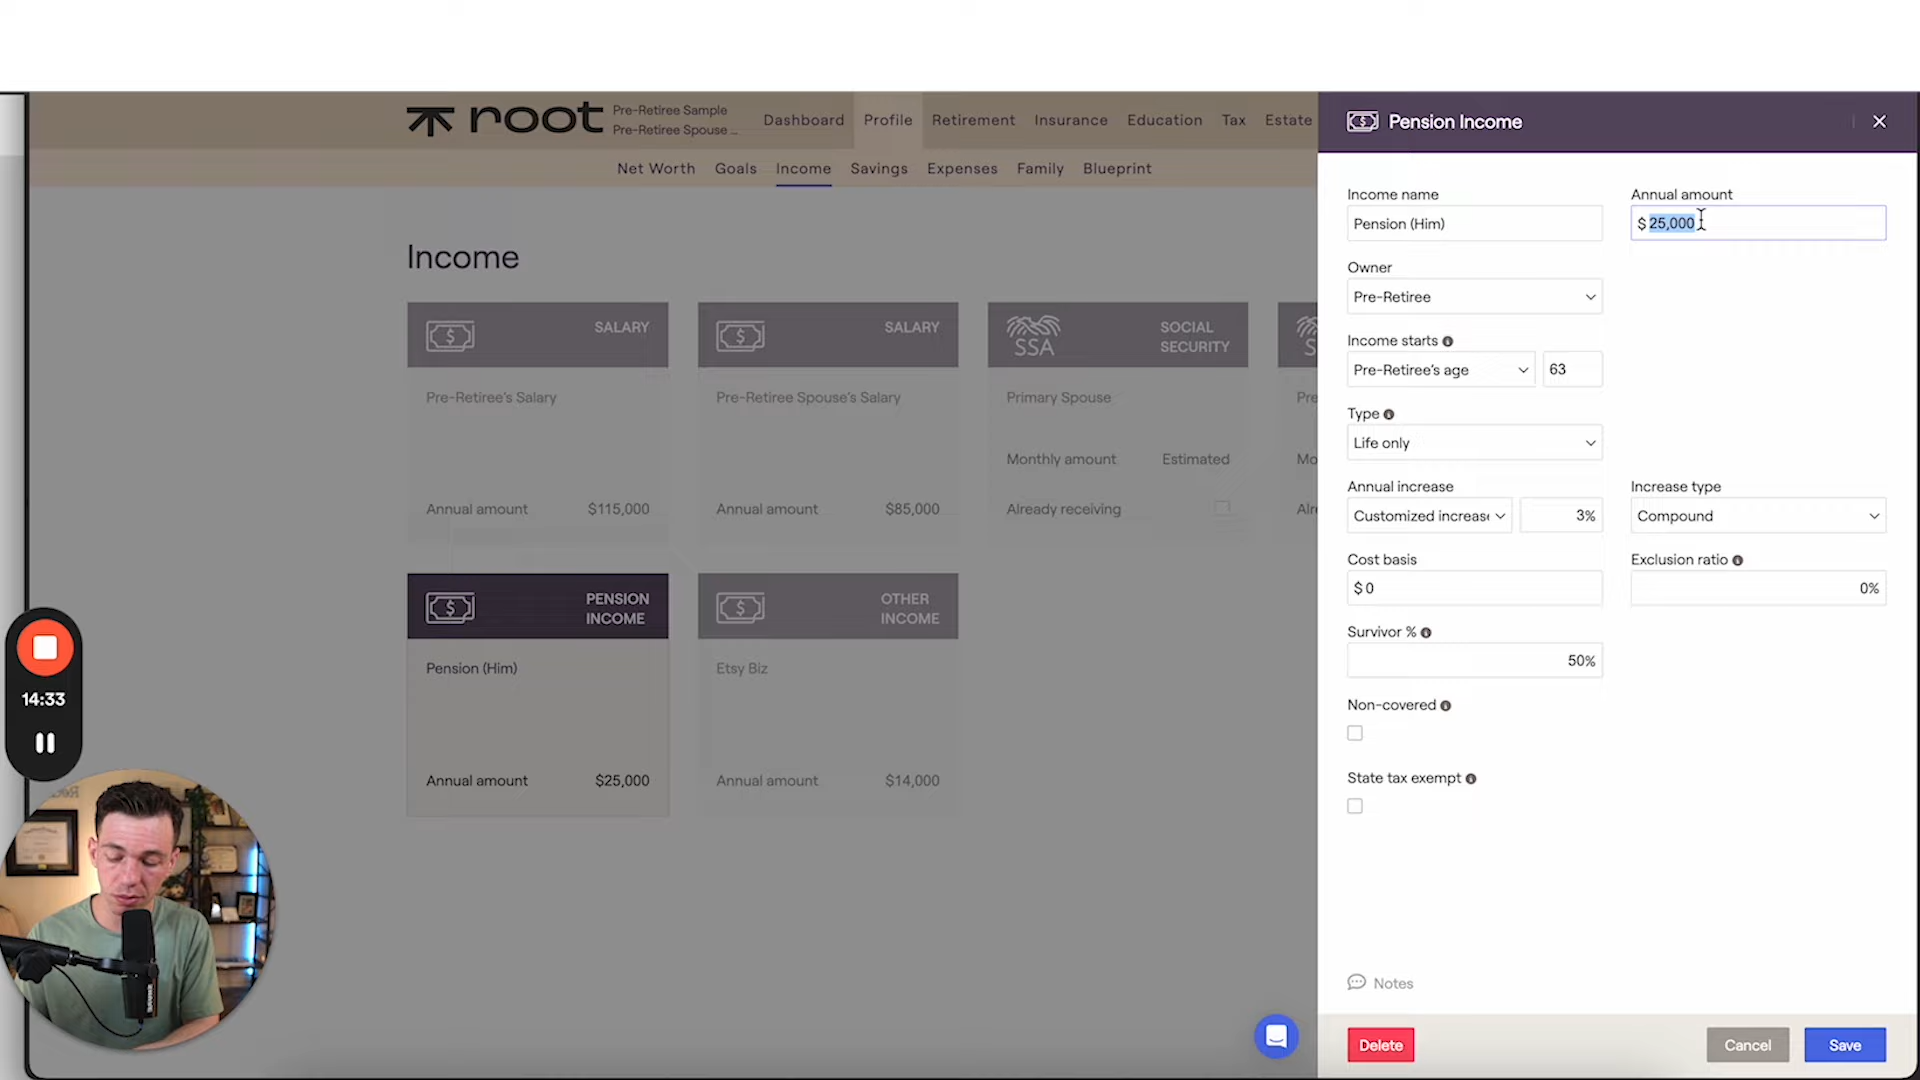 root
Pre-Retiree Sample
Pre-Retiree Spouse ...
Dashboard
Profile
Retirement
Insurance
Education
Tax
Estate
Net Worth
Goals
Income
Savings
Expenses
Family
Blueprint
Income
SALARY
Pre-Retiree's Salary
Annual amount $115,000
SALARY
Pre-Retiree Spouse's Salary
Annual amount $85,000
SSA
SOCIAL
SECURITY
Primary Spouse
Monthly amount Estimated
Already receiving
S
Pre
Mo
Alr
PENSION
INCOME
Pension (Him)
Annual amount $25,000
OTHER
INCOME
Etsy Biz
Annual amount $14,000
14:33
Pension Income
Income name
Pension (Him)
Annual amount
$ 25,000
Owner
Pre-Retiree
Income starts
Pre-Retiree's age 63
Type
Life only
Annual increase
Customized increase 3%
Increase type
Compound
Cost basis
$ 0
Exclusion ratio
0%
Survivor %
50%
Non-covered
State tax exempt
Notes
Delete
Cancel
Save